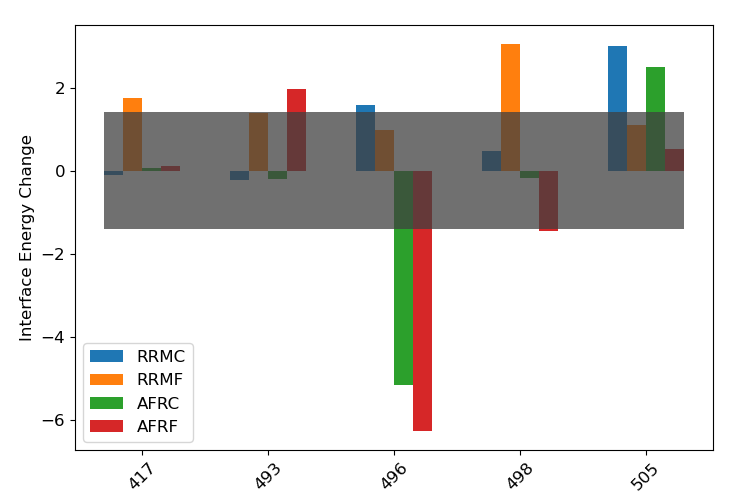 Interface Energy Change
2
0
−2
−4
−6
RRMC
RRMF
AFRC
AFRF
417
493
496
498
505